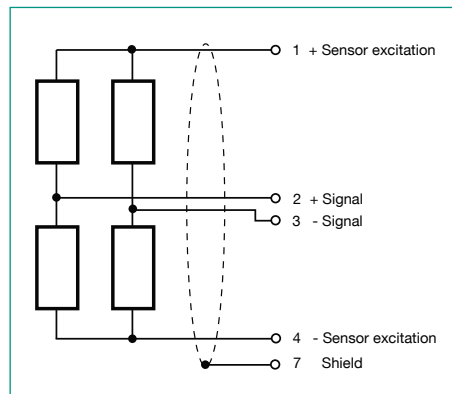 1 + Sensor excitation
2 + Signal
3 - Signal
4 - Sensor excitation
7 Shield